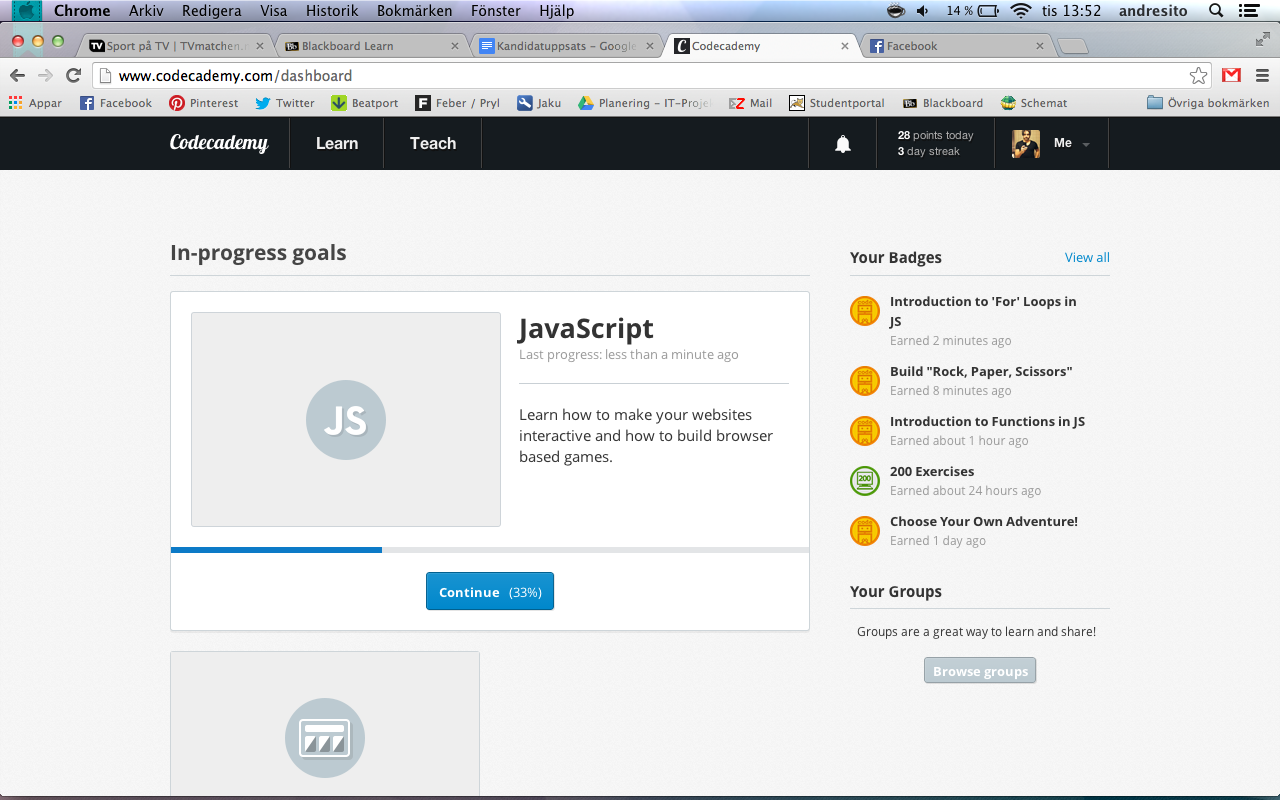 Chrome Arkiv Redigera Visa Historik Bokmärken Fönster Hjälp 14 % tis 13:52 andresito
Sport på TV | TVmatchen. Blackboard Learn Kandidatuppsats – Google Codecademy Facebook
www.codecademy.com/dashboard
Appar Facebook Pinterest Twitter Beatport Feber / Pryl Jaku Planering – IT-Proje Mail Studentportal Blackboard Schemat Övriga bokmärken
Codecademy Learn Teach
28 points today
3 day streak
Me
In-progress goals
JS
JavaScript
Last progress: less than a minute ago
Learn how to make your websites
interactive and how to build browser
based games.
Continue (33%)
Your Badges View all
Introduction to 'For' Loops in
JS
Earned 2 minutes ago
Build "Rock, Paper, Scissors"
Earned 8 minutes ago
Introduction to Functions in JS
Earned about 1 hour ago
200
200 Exercises
Earned about 24 hours ago
Choose Your Own Adventure!
Earned 1 day ago
Your Groups
Groups are a great way to learn and share!
Browse groups